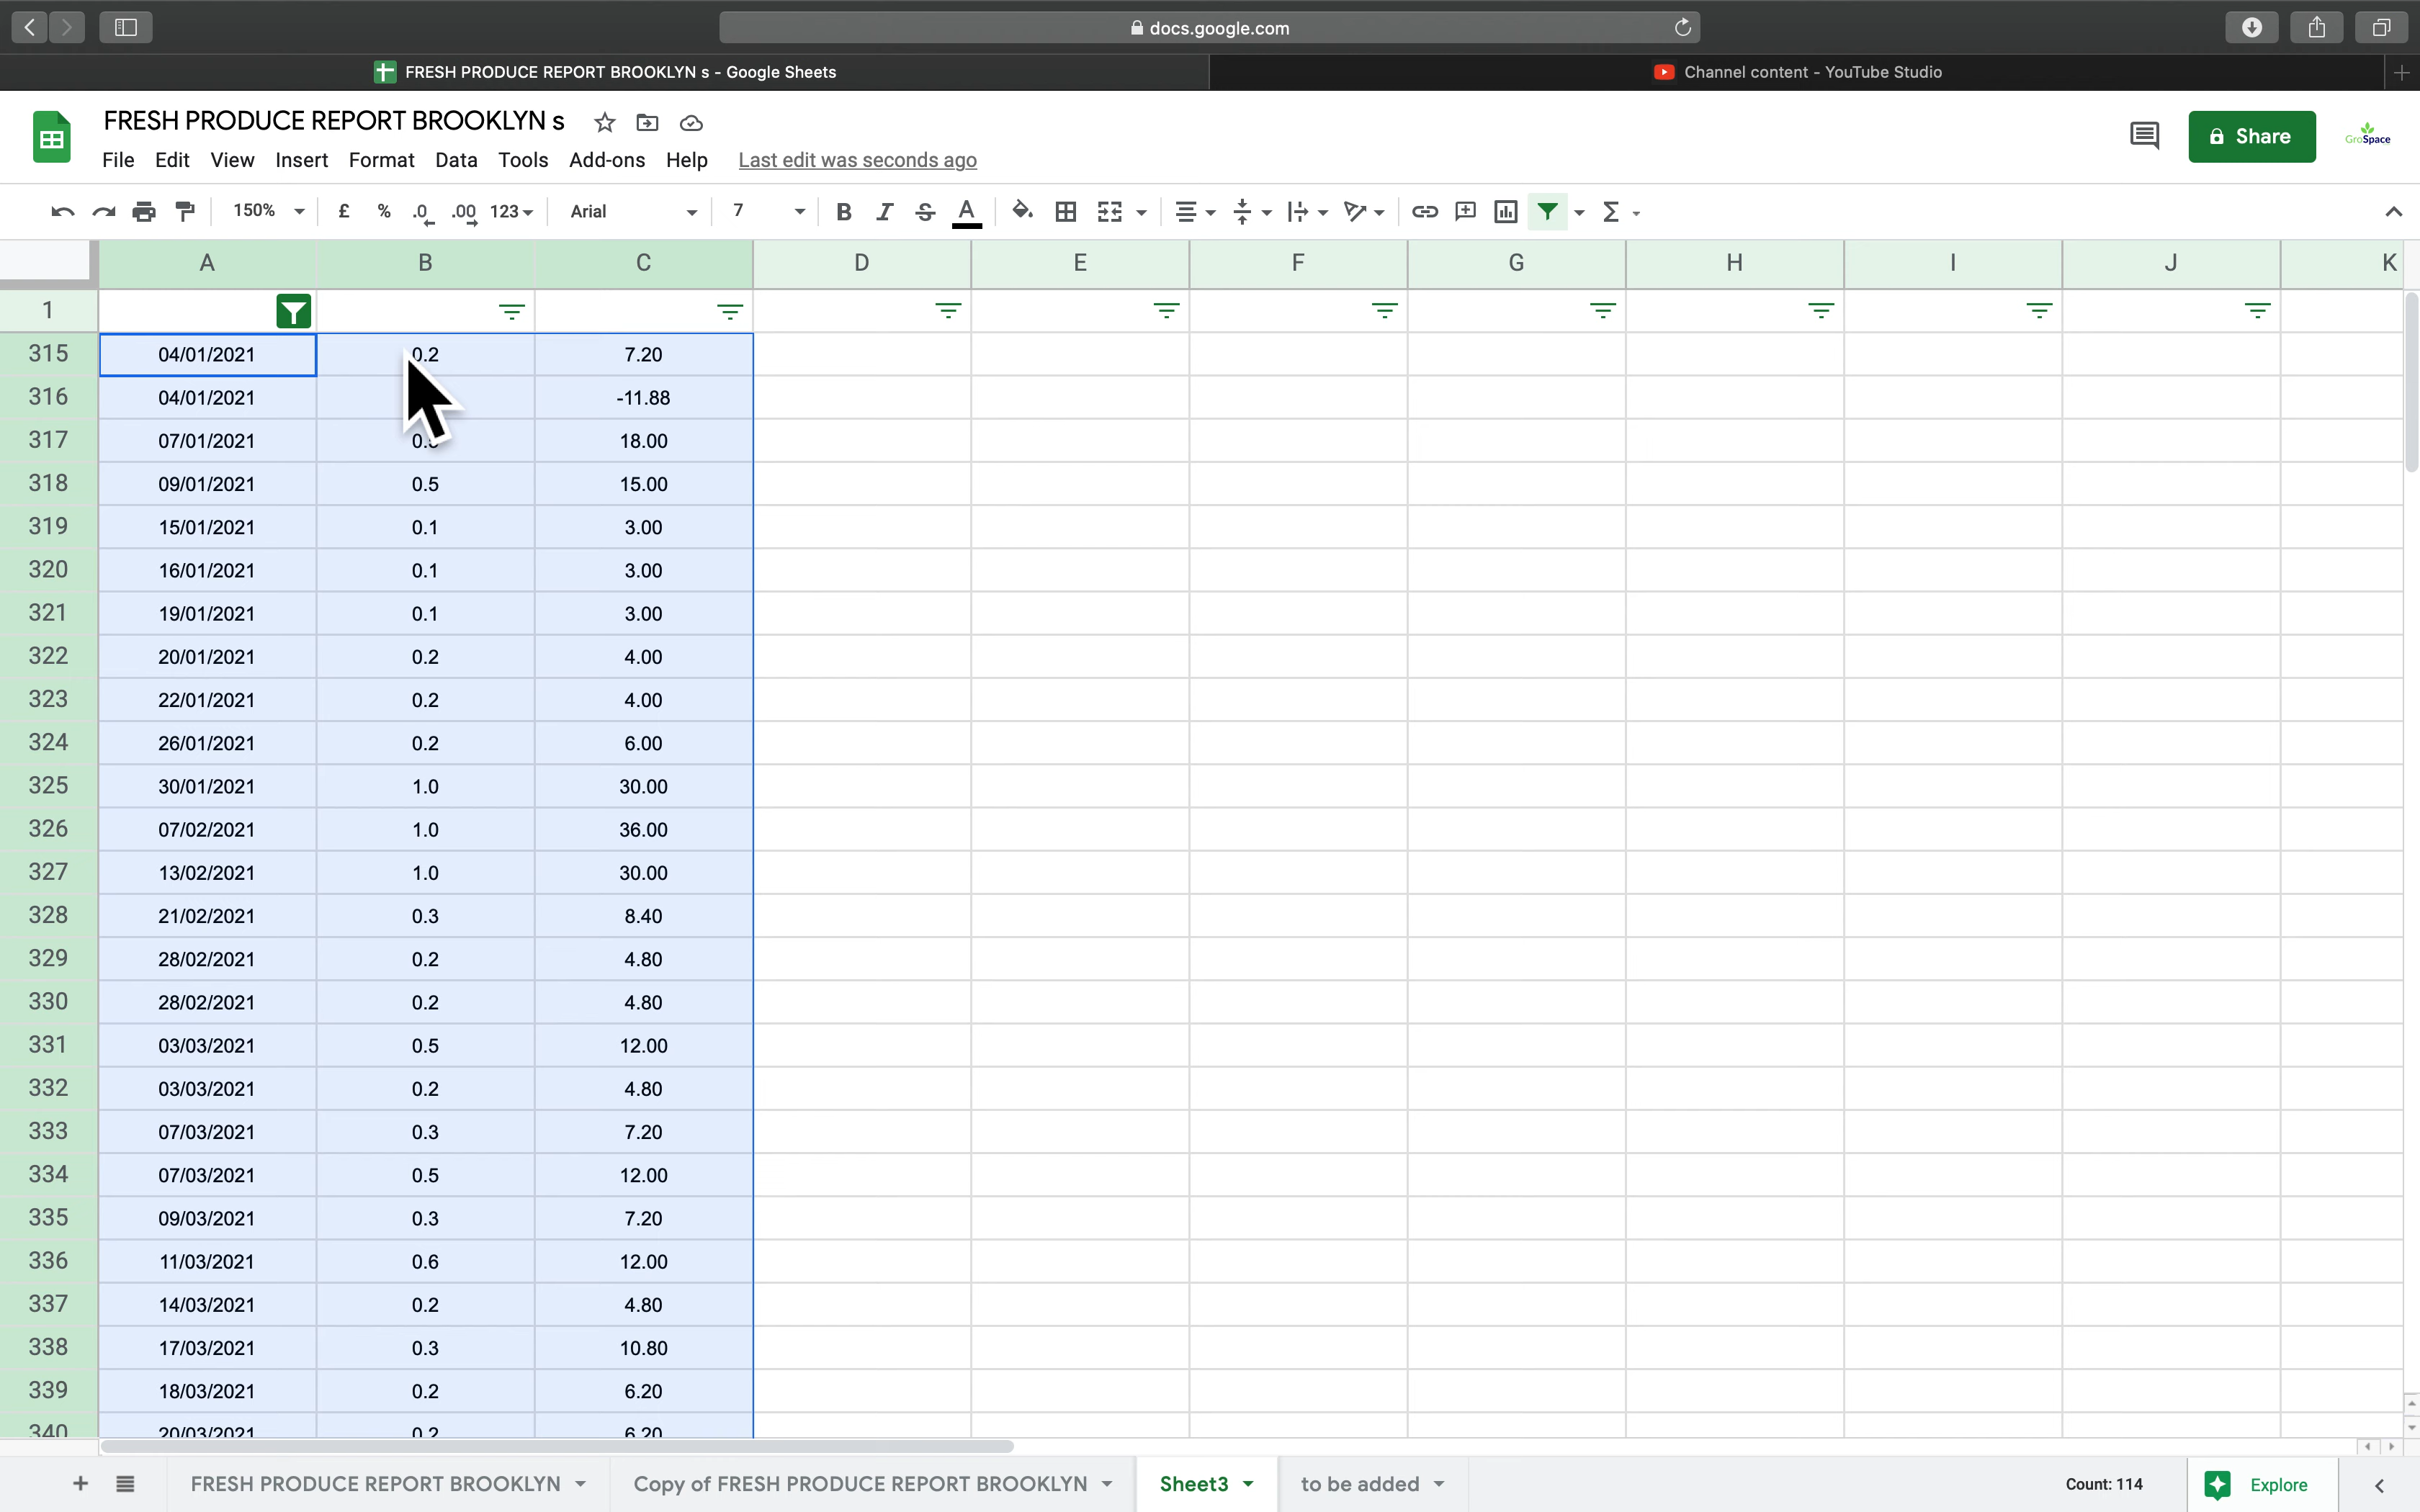 docs.google.com
FRESH PRODUCE REPORT BROOKLYN s - Google Sheets
Channel content - YouTube Studio
FRESH PRODUCE REPORT BROOKLYN s
File Edit View Insert Format Data Tools Add-ons Help Last edit was seconds ago
Share
GroSpace
150% £ % .0 .00 123 Arial 7 B I S A Σ
A B C D E F G H I J K
1
315 04/01/2021 0.2 7.20
316 04/01/2021 -11.88
317 07/01/2021 18.00
318 09/01/2021 0.5 15.00
319 15/01/2021 0.1 3.00
320 16/01/2021 0.1 3.00
321 19/01/2021 0.1 3.00
322 20/01/2021 0.2 4.00
323 22/01/2021 0.2 4.00
324 26/01/2021 0.2 6.00
325 30/01/2021 1.0 30.00
326 07/02/2021 1.0 36.00
327 13/02/2021 1.0 30.00
328 21/02/2021 0.3 8.40
329 28/02/2021 0.2 4.80
330 28/02/2021 0.2 4.80
331 03/03/2021 0.5 12.00
332 03/03/2021 0.2 4.80
333 07/03/2021 0.3 7.20
334 07/03/2021 0.5 12.00
335 09/03/2021 0.3 7.20
336 11/03/2021 0.6 12.00
337 14/03/2021 0.2 4.80
338 17/03/2021 0.3 10.80
339 18/03/2021 0.2 6.20
340 20/03/2021 0.2 6.20
FRESH PRODUCE REPORT BROOKLYN Copy of FRESH PRODUCE REPORT BROOKLYN Sheet3 to be added Count: 114 Explore